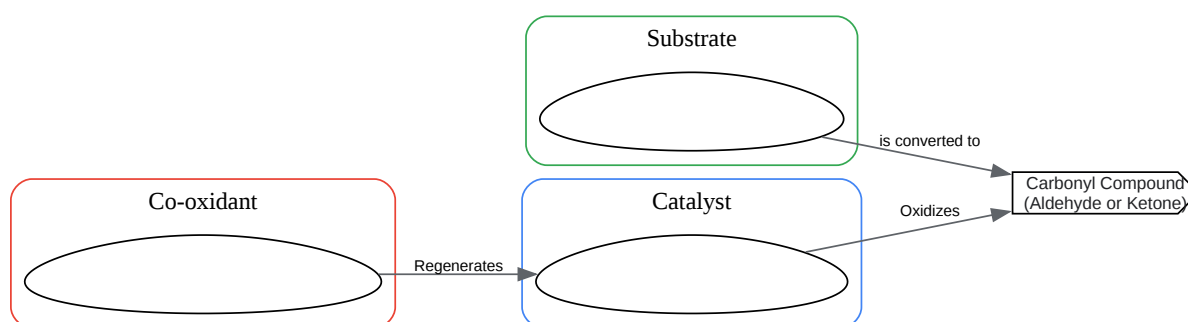 Substrate
is converted to
Carbonyl Compound
(Aldehyde or Ketone)
Co-oxidant
Catalyst
Oxidizes
Regenerates